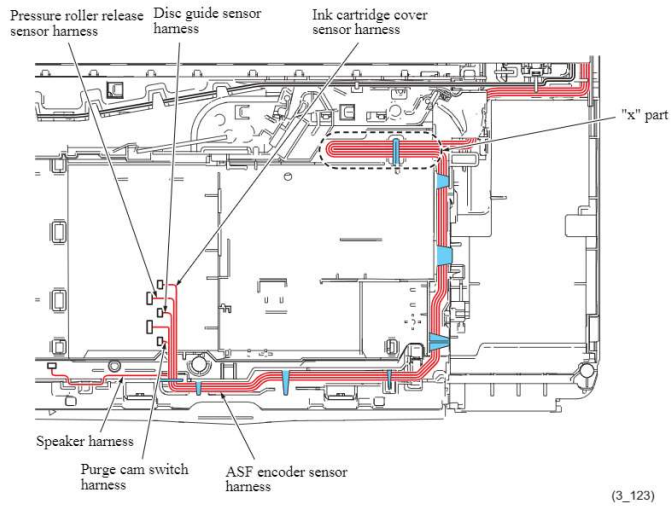 Pressure roller release
sensor harness
Disc guide sensor
harness
Ink cartridge cover
sensor harness
"x" part
Speaker harness
Purge cam switch
harness
ASF encoder sensor
harness
(3_123)